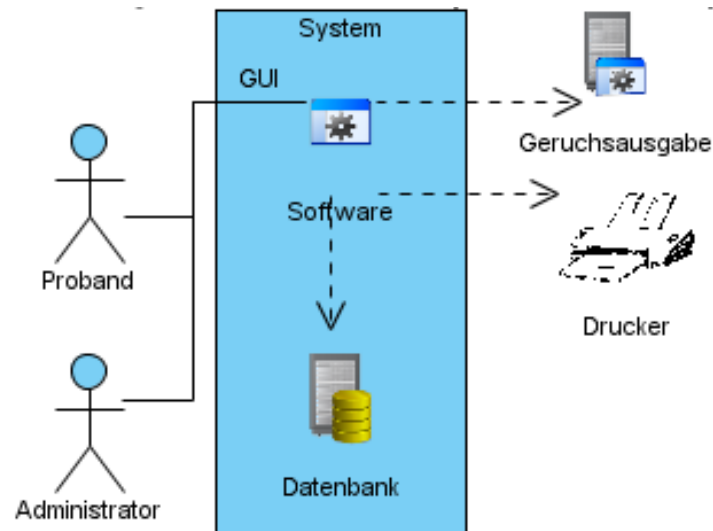 System
GUI
Geruchsausgabe
Software
Proband
Drucker
Datenbank
Administrator